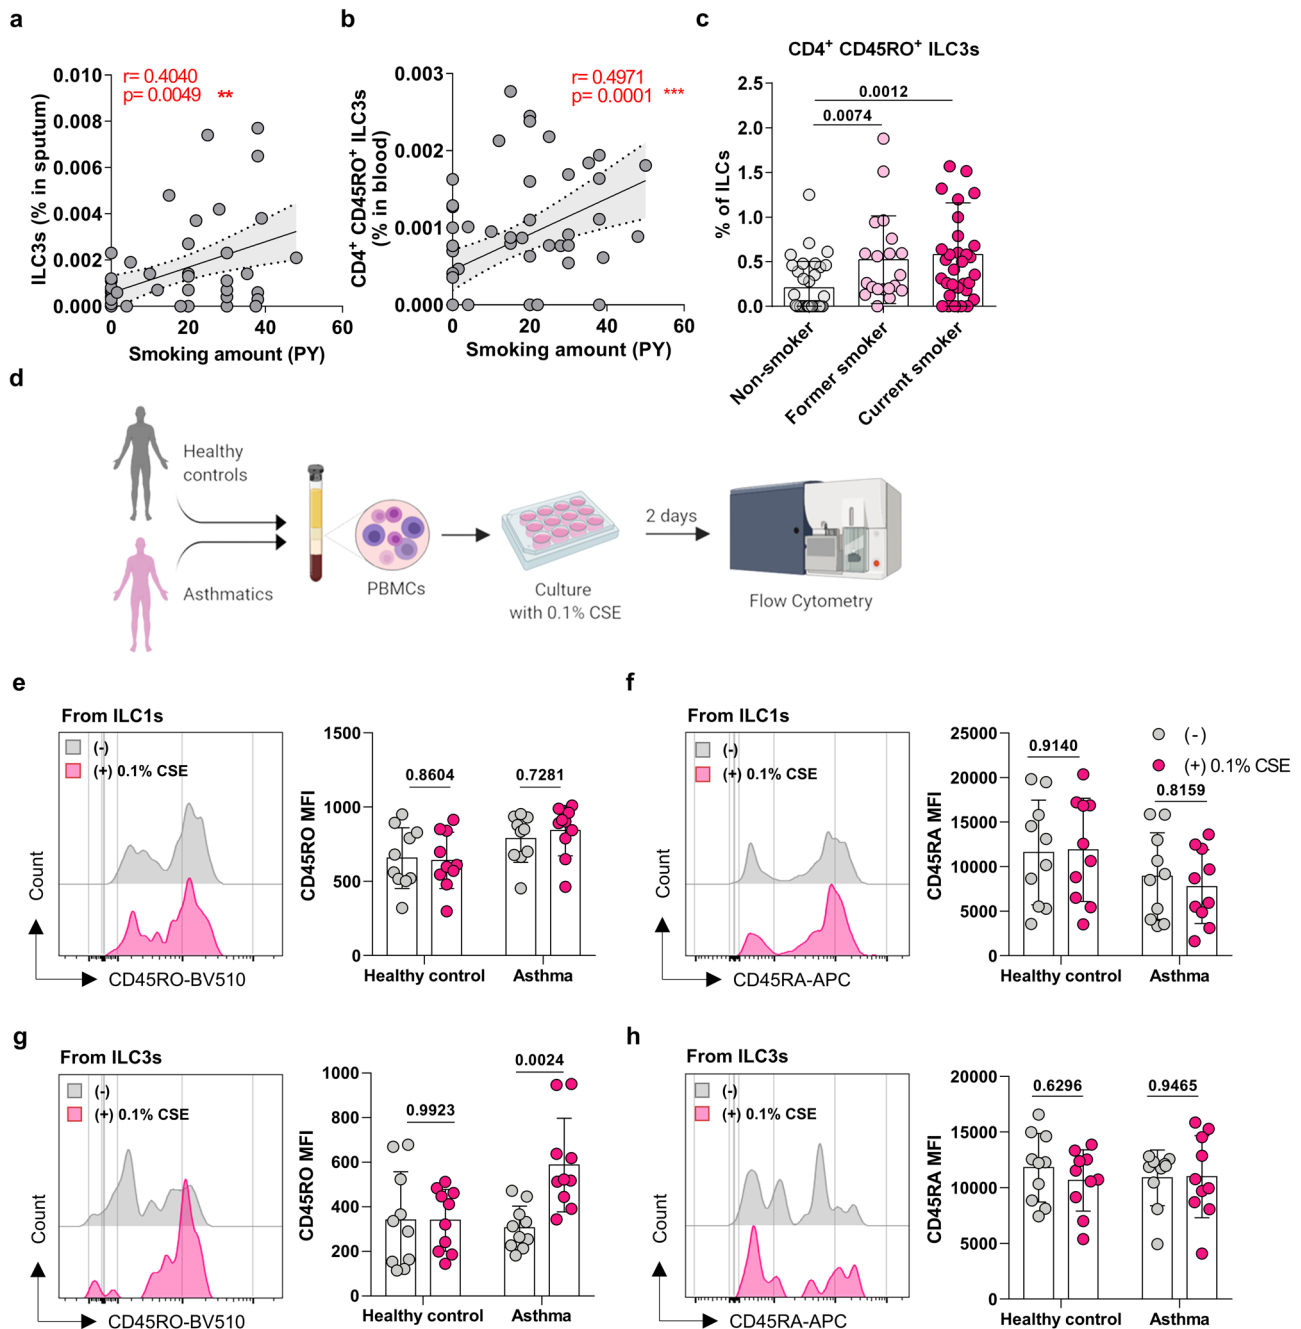 a
r= 0.4040
p= 0.0049 **
ILC3s (% in sputum)
0.010
0.008
0.006
0.004
0.002
0.000
0 20 40 60
Smoking amount (PY)
b
r= 0.4971
p= 0.0001 ***
CD4+ CD45RO+ ILC3s
(% in blood)
0.003
0.002
0.001
0.000
0 20 40 60
Smoking amount (PY)
c
CD4+ CD45RO+ ILC3s
0.0012
0.0074
% of ILCs
2.5
2.0
1.5
1.0
0.5
0.0
Non-smoker
Former smoker
Current smoker
d
Healthy
controls
Asthmatics
PBMCs
Culture
with 0.1% CSE
2 days
Flow Cytometry
e
From ILC1s
(-)
(+) 0.1% CSE
Count
CD45RO-BV510
CD45RO MFI
1500
1000
500
0
0.8604
0.7281
Healthy control
Asthma
f
From ILC1s
(-)
(+) 0.1% CSE
Count
CD45RA-APC
CD45RA MFI
25000
20000
15000
10000
5000
0
0.9140
0.8159
(-)
(+) 0.1% CSE
Healthy control
Asthma
g
From ILC3s
(-)
(+) 0.1% CSE
Count
CD45RO-BV510
CD45RO MFI
1000
800
600
400
200
0
0.9923
0.0024
Healthy control
Asthma
h
From ILC3s
(-)
(+) 0.1% CSE
Count
CD45RA-APC
CD45RA MFI
20000
15000
10000
5000
0
0.6296
0.9465
Healthy control
Asthma